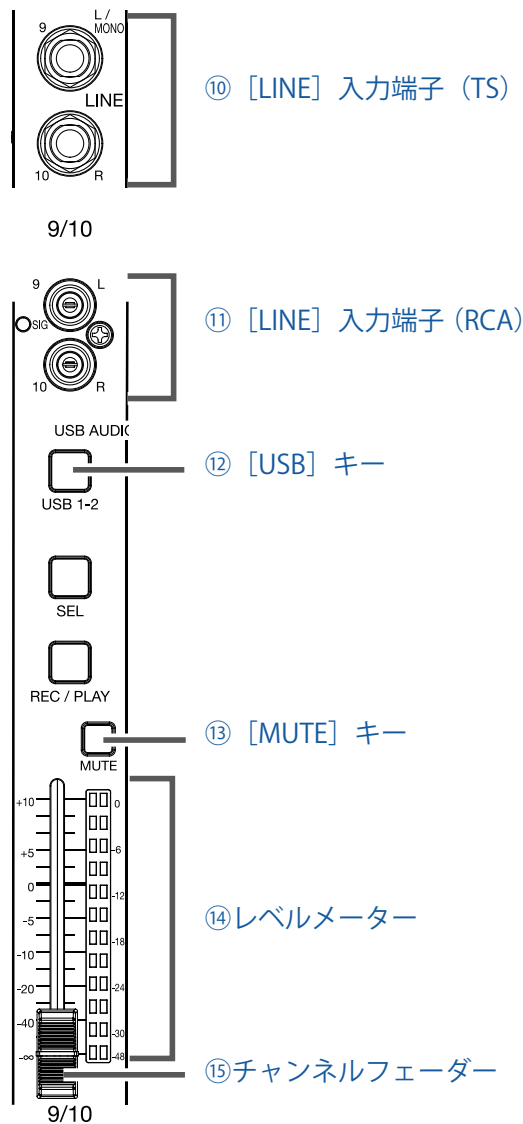 L /
9 MONO
⑩［LINE］入力端子（TS）
LINE
10 R
9/10
9 L
SIG
⑪［LINE］入力端子（RCA）
10 R
USB AUDIO
⑫［USB］キー
USB 1-2
SEL
REC / PLAY
⑬［MUTE］キー
MUTE
+10 0
+5 -6
0
-12
-5
-18
⑭レベルメーター
-10
-20 -24
-40
-30
-∞ -48
⑮チャンネルフェーダー
9/10